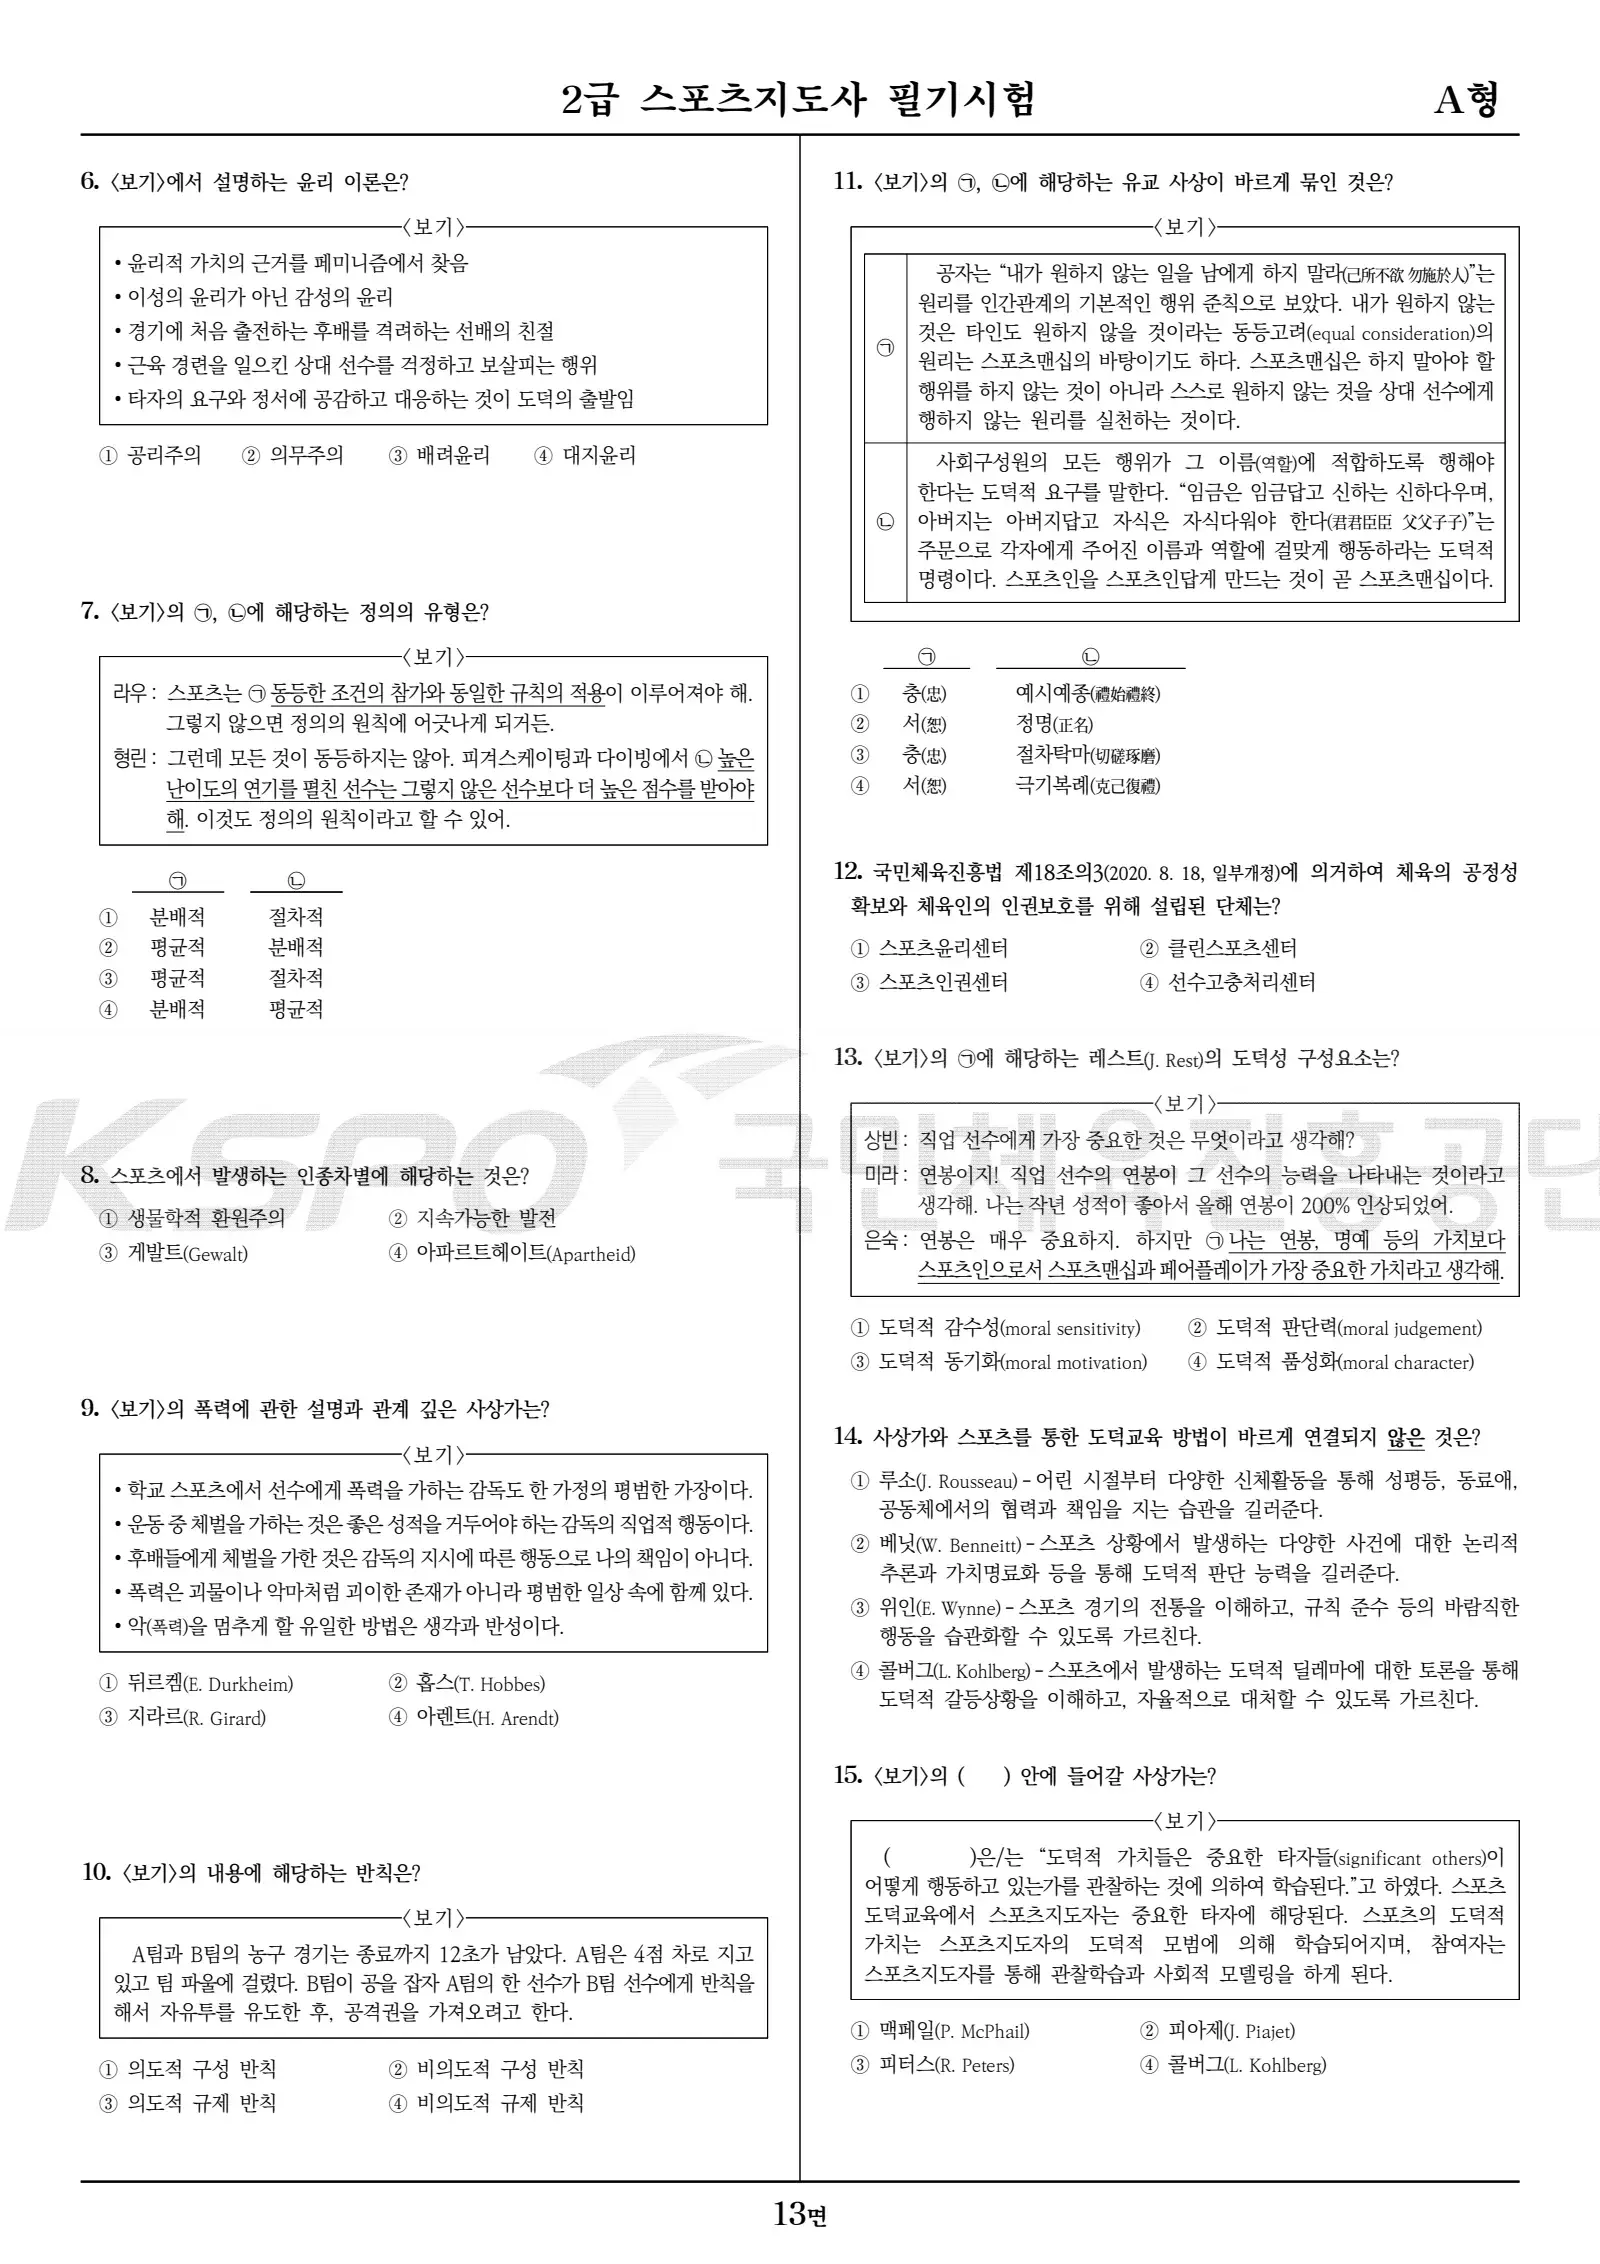 2급 스포츠지도사 필기시험
A형
6. 〈보기〉에서 설명하는 윤리 이론은?
〈보기〉
• 윤리적 가치의 근거를 페미니즘에서 찾음
• 이성의 윤리가 아닌 감성의 윤리
• 경기에 처음 출전하는 후배를 격려하는 선배의 친절
• 근육 경련을 일으킨 상대 선수를 걱정하고 보살피는 행위
• 타자의 요구와 정서에 공감하고 대응하는 것이 도덕의 출발임
① 공리주의 ② 의무주의 ③ 배려윤리 ④ 대지윤리
7. 〈보기〉의 ㉠, ㉡에 해당하는 정의의 유형은?
〈보기〉
라우 : 스포츠는 ㉠ 동등한 조건의 참가와 동일한 규칙의 적용이 이루어져야 해.
그렇지 않으면 정의의 원칙에 어긋나게 되거든.
형린 : 그런데 모든 것이 동등하지는 않아. 피겨스케이팅과 다이빙에서 ㉡ 높은
난이도의 연기를 펼친 선수는 그렇지 않은 선수보다 더 높은 점수를 받아야
해. 이것도 정의의 원칙이라고 할 수 있어.
㉠ ㉡
① 분배적 절차적
② 평균적 분배적
③ 평균적 절차적
④ 분배적 평균적
8. 스포츠에서 발생하는 인종차별에 해당하는 것은?
① 생물학적 환원주의 ② 지속가능한 발전
③ 게발트(Gewalt) ④ 아파르트헤이트(Apartheid)
9. 〈보기〉의 폭력에 관한 설명과 관계 깊은 사상가는?
〈보기〉
• 학교 스포츠에서 선수에게 폭력을 가하는 감독도 한 가정의 평범한 가장이다.
• 운동 중 체벌을 가하는 것은 좋은 성적을 거두어야 하는 감독의 직업적 행동이다.
• 후배들에게 체벌을 가한 것은 감독의 지시에 따른 행동으로 나의 책임이 아니다.
• 폭력은 괴물이나 악마처럼 괴이한 존재가 아니라 평범한 일상 속에 함께 있다.
• 악(폭력)을 멈추게 할 유일한 방법은 생각과 반성이다.
① 뒤르켐(E. Durkheim) ② 홉스(T. Hobbes)
③ 지라르(R. Girard) ④ 아렌트(H. Arendt)
10. 〈보기〉의 내용에 해당하는 반칙은?
〈보기〉
A팀과 B팀의 농구 경기는 종료까지 12초가 남았다. A팀은 4점 차로 지고
있고 팀 파울에 걸렸다. B팀이 공을 잡자 A팀의 한 선수가 B팀 선수에게 반칙을
해서 자유투를 유도한 후, 공격권을 가져오려고 한다.
① 의도적 구성 반칙 ② 비의도적 구성 반칙
③ 의도적 규제 반칙 ④ 비의도적 규제 반칙
11. 〈보기〉의 ㉠, ㉡에 해당하는 유교 사상이 바르게 묶인 것은?
〈보기〉
㉠
공자는 “내가 원하지 않는 일을 남에게 하지 말라(己所不欲 勿施於人)”는
원리를 인간관계의 기본적인 행위 준칙으로 보았다. 내가 원하지 않는
것은 타인도 원하지 않을 것이라는 동등고려(equal consideration)의
원리는 스포츠맨십의 바탕이기도 하다. 스포츠맨십은 하지 말아야 할
행위를 하지 않는 것이 아니라 스스로 원하지 않는 것을 상대 선수에게
행하지 않는 원리를 실천하는 것이다.
㉡
사회구성원의 모든 행위가 그 이름(역할)에 적합하도록 행해야
한다는 도덕적 요구를 말한다. “임금은 임금답고 신하는 신하다우며,
아버지는 아버지답고 자식은 자식다워야 한다(君君臣臣 父父子子)”는
주문으로 각자에게 주어진 이름과 역할에 걸맞게 행동하라는 도덕적
명령이다. 스포츠인을 스포츠인답게 만드는 것이 곧 스포츠맨십이다.
㉠ ㉡
① 충(忠) 예시예종(禮始禮終)
② 서(恕) 정명(正名)
③ 충(忠) 절차탁마(切磋琢磨)
④ 서(恕) 극기복례(克己復禮)
12. 국민체육진흥법 제18조의3(2020. 8. 18, 일부개정)에 의거하여 체육의 공정성
확보와 체육인의 인권보호를 위해 설립된 단체는?
① 스포츠윤리센터 ② 클린스포츠센터
③ 스포츠인권센터 ④ 선수고충처리센터
13. 〈보기〉의 ㉠에 해당하는 레스트(J. Rest)의 도덕성 구성요소는?
〈보기〉
상빈 : 직업 선수에게 가장 중요한 것은 무엇이라고 생각해?
미라 : 연봉이지! 직업 선수의 연봉이 그 선수의 능력을 나타내는 것이라고
생각해. 나는 작년 성적이 좋아서 올해 연봉이 200% 인상되었어.
은숙 : 연봉은 매우 중요하지. 하지만 ㉠ 나는 연봉, 명예 등의 가치보다
스포츠인으로서 스포츠맨십과 페어플레이가 가장 중요한 가치라고 생각해.
① 도덕적 감수성(moral sensitivity) ② 도덕적 판단력(moral judgement)
③ 도덕적 동기화(moral motivation) ④ 도덕적 품성화(moral character)
14. 사상가와 스포츠를 통한 도덕교육 방법이 바르게 연결되지 않은 것은?
① 루소(J. Rousseau) – 어린 시절부터 다양한 신체활동을 통해 성평등, 동료애,
공동체에서의 협력과 책임을 지는 습관을 길러준다.
② 베닛(W. Benneitt) – 스포츠 상황에서 발생하는 다양한 사건에 대한 논리적
추론과 가치명료화 등을 통해 도덕적 판단 능력을 길러준다.
③ 위인(E. Wynne) – 스포츠 경기의 전통을 이해하고, 규칙 준수 등의 바람직한
행동을 습관화할 수 있도록 가르친다.
④ 콜버그(L. Kohlberg) – 스포츠에서 발생하는 도덕적 딜레마에 대한 토론을 통해
도덕적 갈등상황을 이해하고, 자율적으로 대처할 수 있도록 가르친다.
15. 〈보기〉의 ( ) 안에 들어갈 사상가는?
〈보기〉
( )은/는 “도덕적 가치들은 중요한 타자들(significant others)이
어떻게 행동하고 있는가를 관찰하는 것에 의하여 학습된다.”고 하였다. 스포츠
도덕교육에서 스포츠지도자는 중요한 타자에 해당된다. 스포츠의 도덕적
가치는 스포츠지도자의 도덕적 모범에 의해 학습되어지며, 참여자는
스포츠지도자를 통해 관찰학습과 사회적 모델링을 하게 된다.
① 맥페일(P. McPhail) ② 피아제(J. Piajet)
③ 피터스(R. Peters) ④ 콜버그(L. Kohlberg)
KSPO 국민체육진흥공단
13면